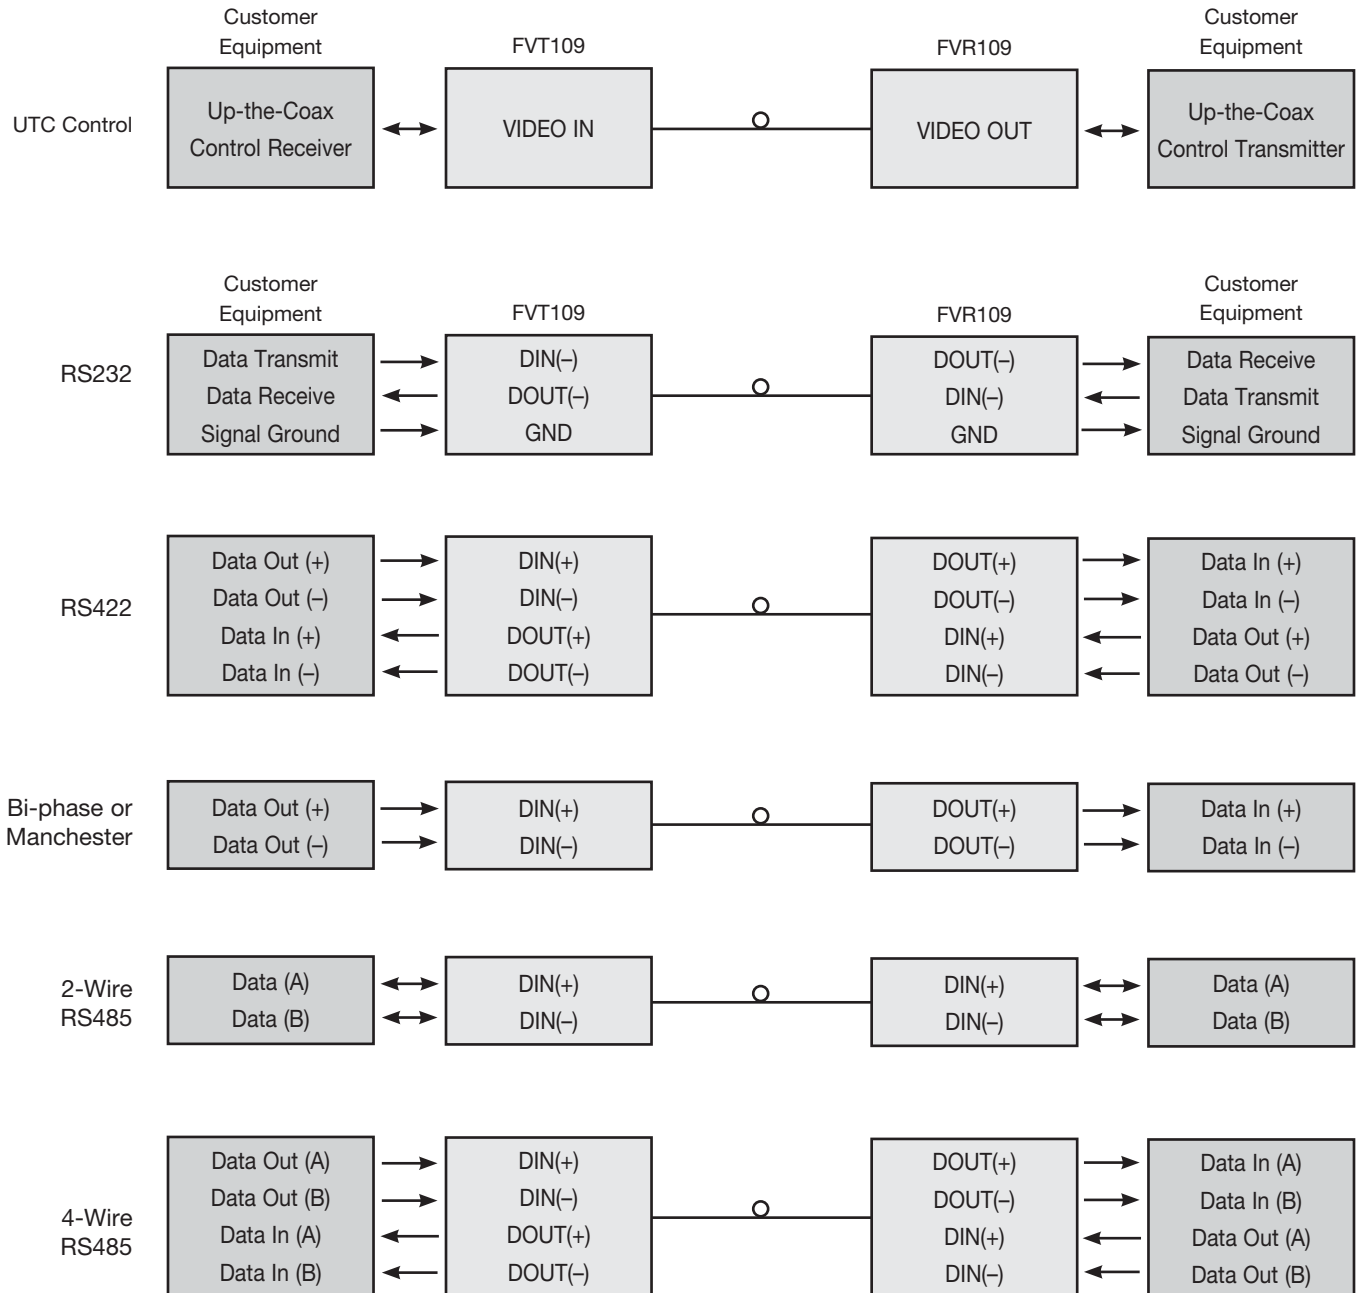 Customer
Equipment
FVT109
FVR109
Customer
Equipment
UTC Control
Up-the-Coax
Control Receiver
VIDEO IN
VIDEO OUT
Up-the-Coax
Control Transmitter
Customer
Equipment
FVT109
FVR109
Customer
Equipment
RS232
Data Transmit
Data Receive
Signal Ground
DIN(–)
DOUT(–)
GND
DOUT(–)
DIN(–)
GND
Data Receive
Data Transmit
Signal Ground
RS422
Data Out (+)
Data Out (–)
Data In (+)
Data In (–)
DIN(+)
DIN(–)
DOUT(+)
DOUT(–)
DOUT(+)
DOUT(–)
DIN(+)
DIN(–)
Data In (+)
Data In (–)
Data Out (+)
Data Out (–)
Bi-phase or
Manchester
Data Out (+)
Data Out (–)
DIN(+)
DIN(–)
DOUT(+)
DOUT(–)
Data In (+)
Data In (–)
2-Wire
RS485
Data (A)
Data (B)
DIN(+)
DIN(–)
DIN(+)
DIN(–)
Data (A)
Data (B)
4-Wire
RS485
Data Out (A)
Data Out (B)
Data In (A)
Data In (B)
DIN(+)
DIN(–)
DOUT(+)
DOUT(–)
DOUT(+)
DOUT(–)
DIN(+)
DIN(–)
Data In (A)
Data In (B)
Data Out (A)
Data Out (B)